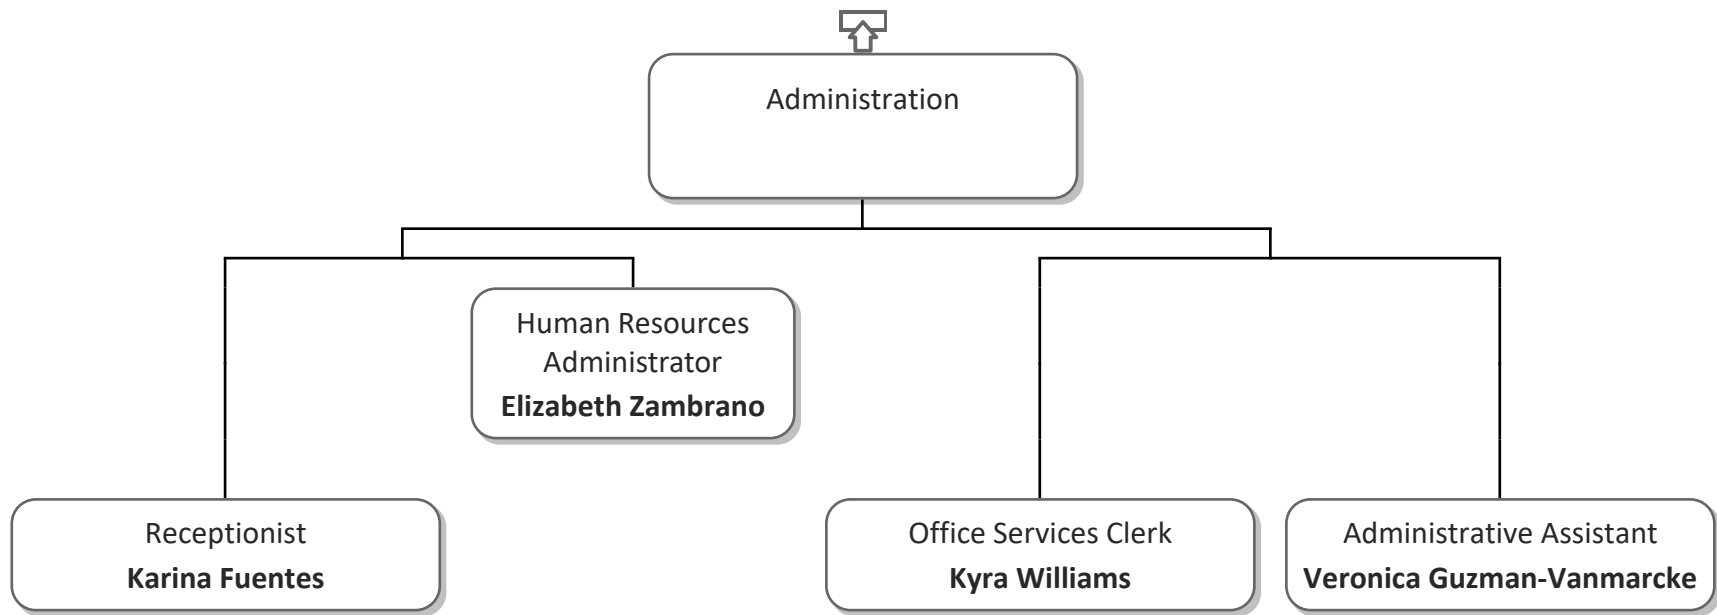 Administration
Human Resources
Administrator
Elizabeth Zambrano
Receptionist
Karina Fuentes
Office Services Clerk
Kyra Williams
Administrative Assistant
Veronica Guzman-Vanmarcke